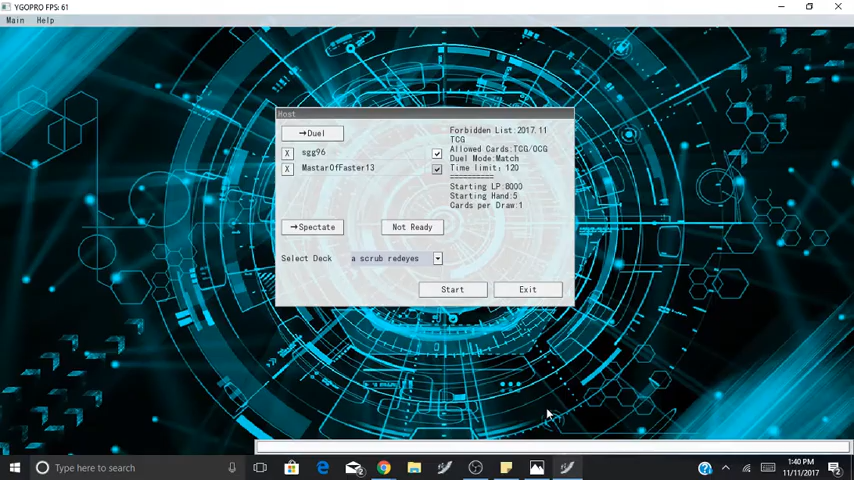 YGOPRO FPS: 61
Main Help
Host
→Duel
X sgg96
X MastarOfFaster13
Forbidden List:2017.11
TCG
Allowed Cards:TCG/OCG
Duel Mode:Match
Time limit: 120
==========
Starting LP:8000
Starting Hand:5
Cards per Draw:1
→Spectate
Not Ready
Select Deck
a scrub redeyes
Start
Exit
Type here to search
2
1:40 PM
11/11/2017
2